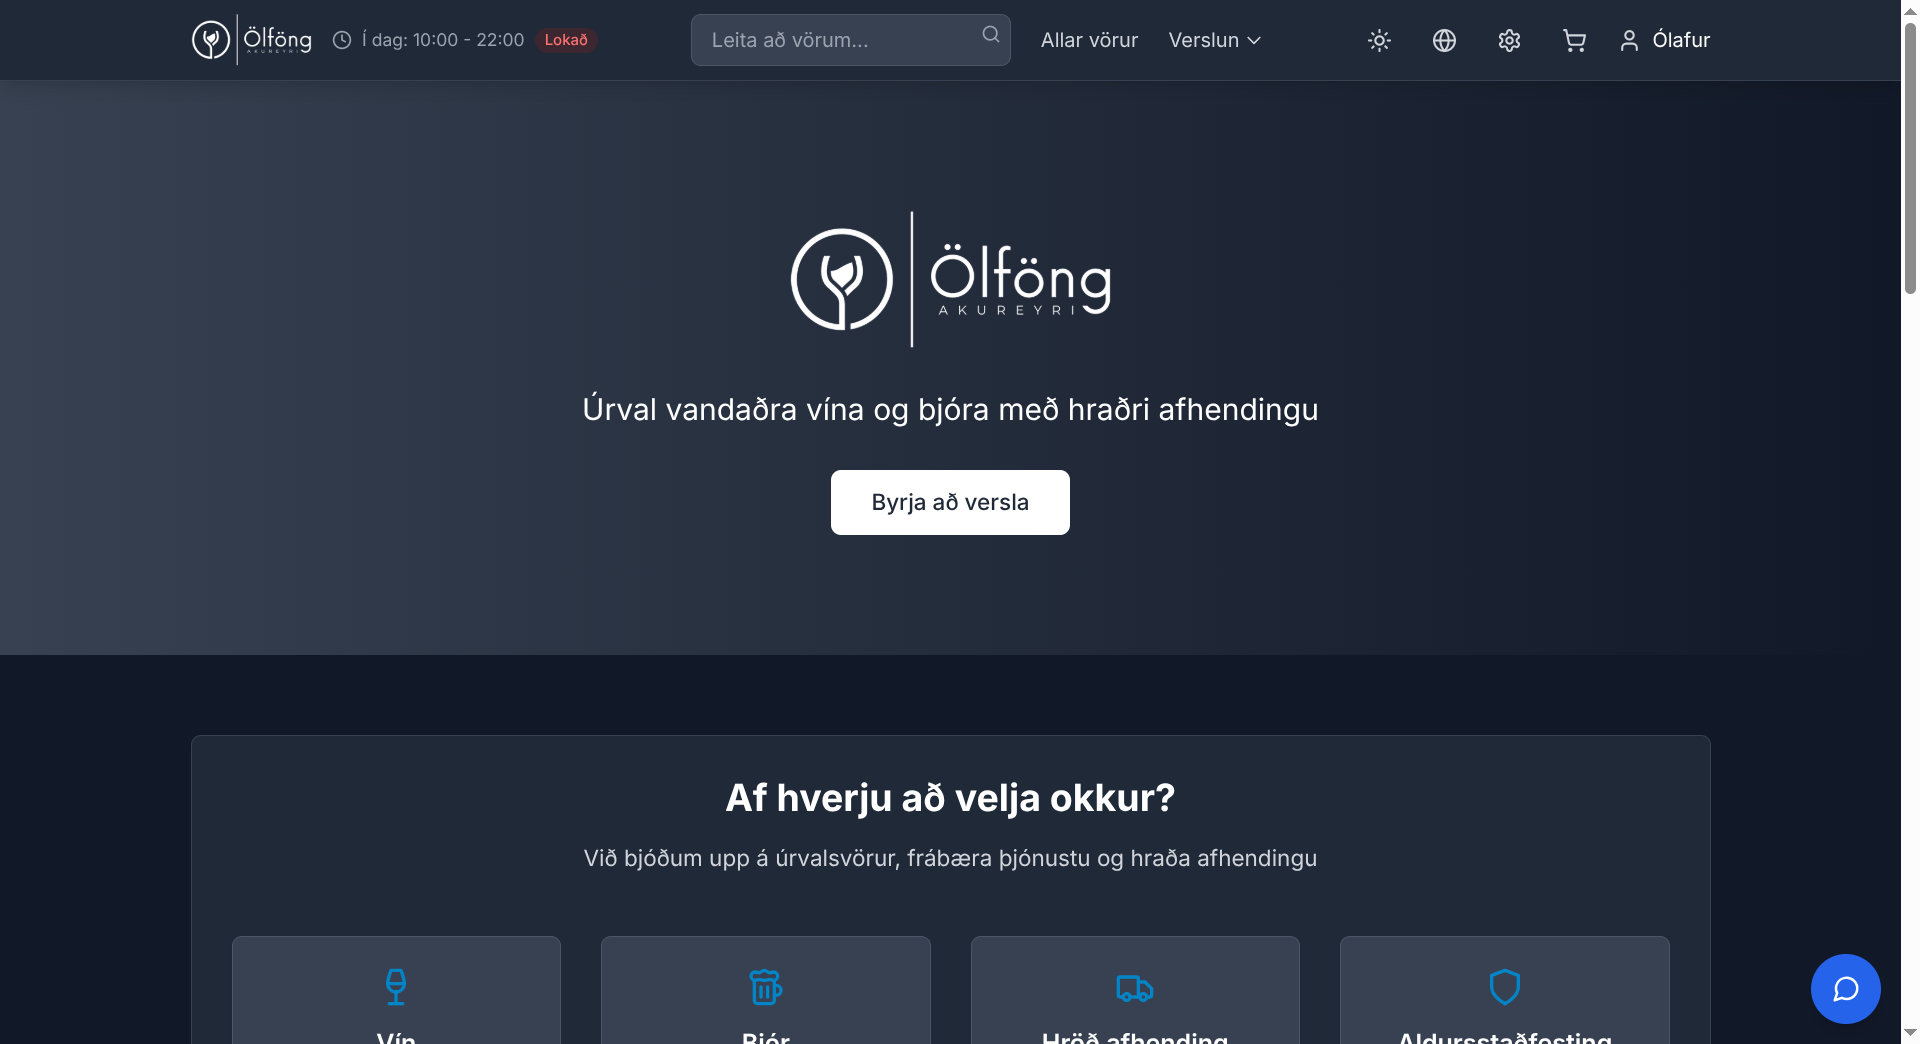 Ölföng
AKUREYRI
Í dag: 10:00 - 22:00
Lokað
Leita að vörum...
Allar vörur
Verslun
Ólafur
Ölföng
AKUREYRI
Úrval vandaðra vína og bjóra með hraðri afhendingu
Byrja að versla
Af hverju að velja okkur?
Við bjóðum upp á úrvalsvörur, frábæra þjónustu og hraða afhendingu
Vín
Bjór
Hröð afhending
Aldursstaðfesting